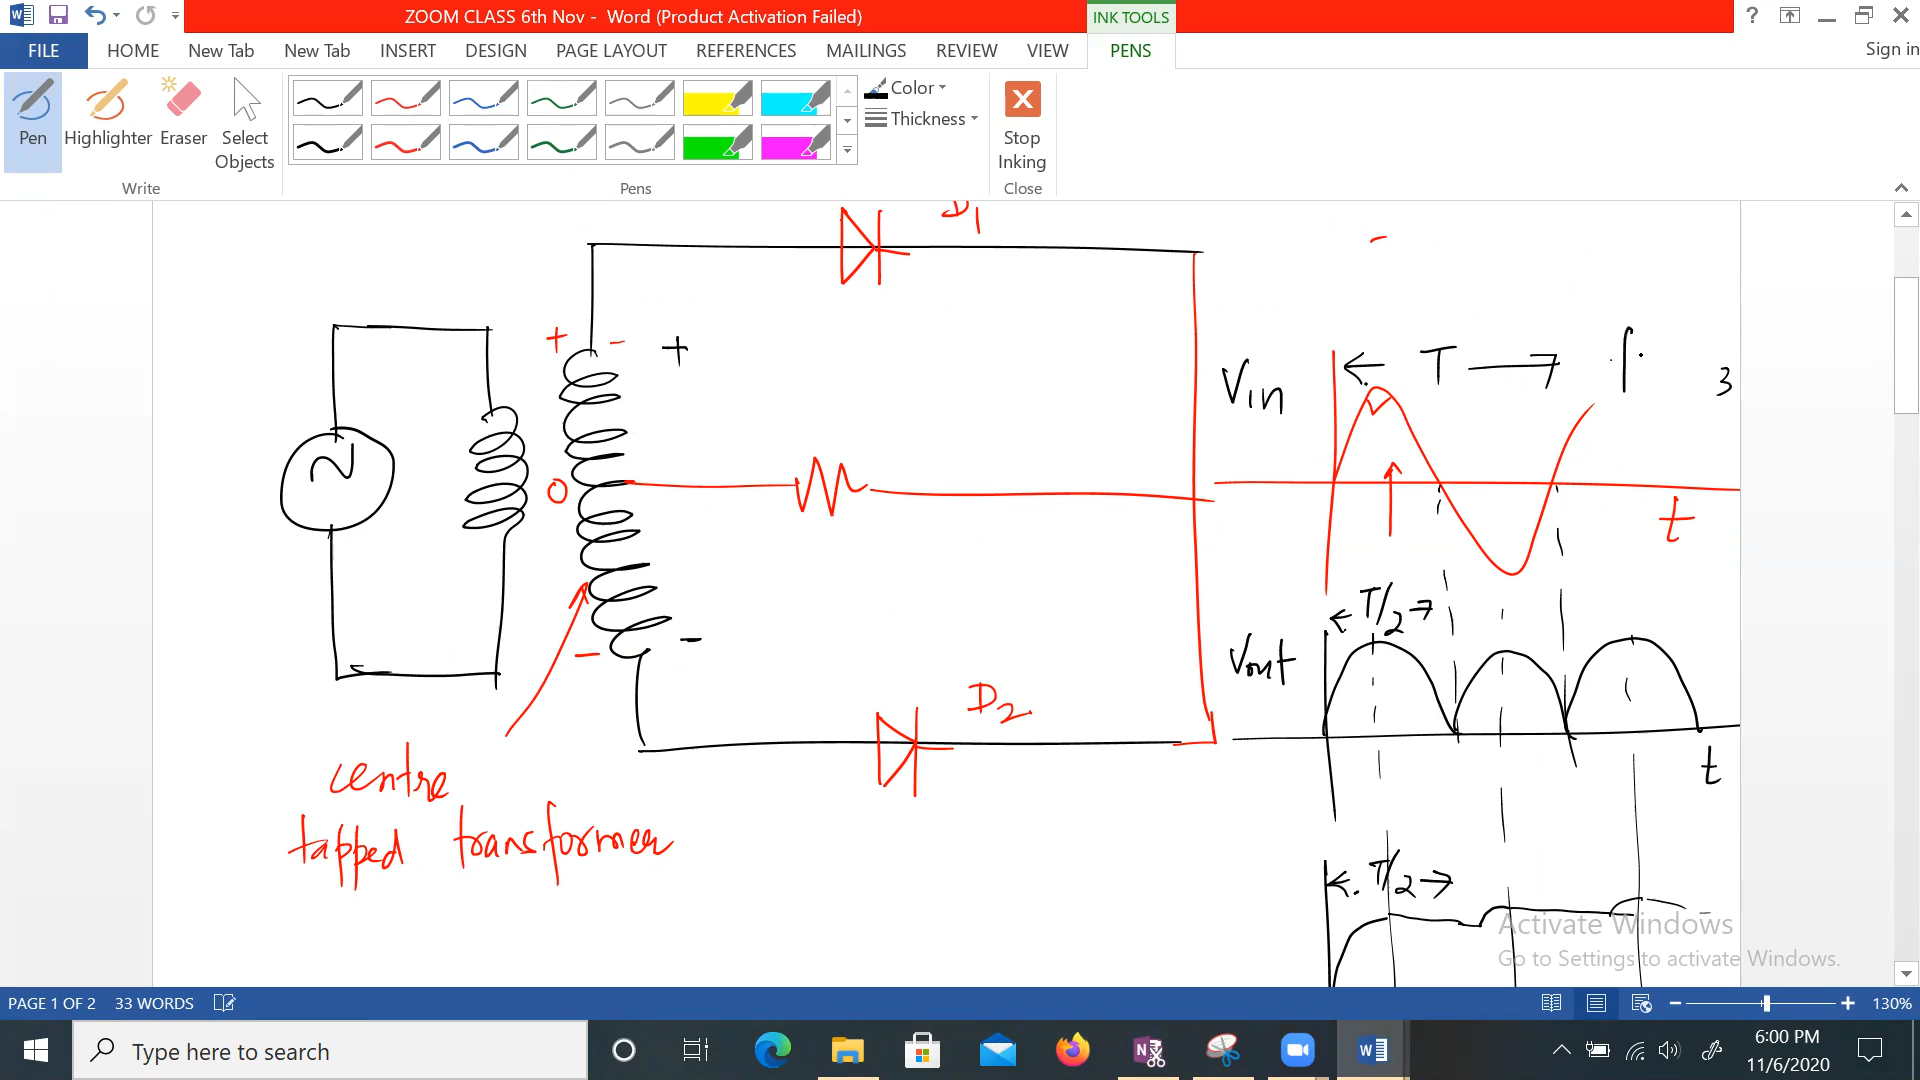 ZOOM CLASS 6th Nov - Word (Product Activation Failed)
INK TOOLS
?
FILE
HOME
New Tab
New Tab
INSERT
DESIGN
PAGE LAYOUT
REFERENCES
MAILINGS
REVIEW
VIEW
PENS
Sign in
Pen
Highlighter
Eraser
Select
Objects
Color
Thickness
Stop
Inking
Write
Pens
Close
D1
+ -
+
Vin
T
f
3
0
t
T/2
Vout
- -
D2
t
centre
tapped transformer
T/2
Activate Windows
Go to Settings to activate Windows.
PAGE 1 OF 2
33 WORDS
130%
Type here to search
6:00 PM
11/6/2020